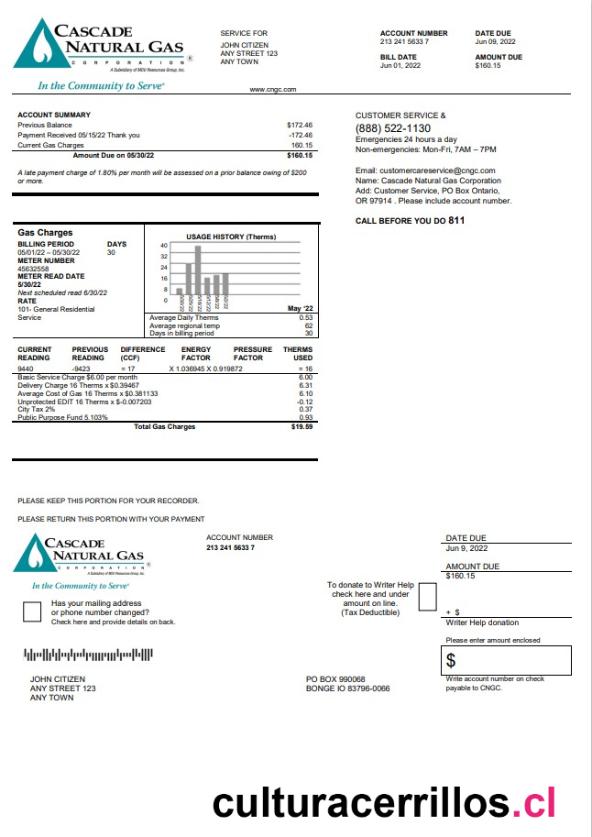 CASCADE
NATURAL GAS
CORPORATION
A Subsidiary of MDU Resources Group, Inc.
In the Community to Serve®
SERVICE FOR
JOHN CITIZEN
ANY STREET 123
ANY TOWN
www.cngc.com
ACCOUNT NUMBER
213 241 5633 7
DATE DUE
Jun 09, 2022
BILL DATE
Jun 01, 2022
AMOUNT DUE
$160.15
ACCOUNT SUMMARY
Previous Balance $172.46
Payment Received 05/15/22 Thank you -172.46
Current Gas Charges 160.15
Amount Due on 05/30/22 $160.15
A late payment charge of 1.80% per month will be assessed on a prior balance owing of $200
or more.
CUSTOMER SERVICE &
(888) 522-1130
Emergencies 24 hours a day
Non-emergencies: Mon-Fri, 7AM – 7PM
Email: customercareservice@cngc.com
Name: Cascade Natural Gas Corporation
Add: Customer Service, PO Box Ontario,
OR 97914 . Please include account number.
CALL BEFORE YOU DO 811
Gas Charges
BILLING PERIOD DAYS
05/01/22 – 05/30/22 30
METER NUMBER
45632558
METER READ DATE
5/30/22
Next scheduled read 6/30/22
RATE
101- General Residential
Service
USAGE HISTORY (Therms)
40
32
24
16
8
0
May '22
Average Daily Therms 0.53
Average regional temp 62
Days in billing period 30
CURRENT READING PREVIOUS READING DIFFERENCE (CCF) ENERGY FACTOR PRESSURE FACTOR THERMS USED
9440 -9423 = 17 X 1.036945 X 0.919872 = 16
Basic Service Charge $6.00 per month 6.00
Delivery Charge 16 Therms x $0.39467 6.31
Average Cost of Gas 16 Therms x $0.381133 6.10
Unprotected EDIT 16 Therms x $-0.007203 -0.12
City Tax 2% 0.37
Public Purpose Fund 5.103% 0.93
Total Gas Charges $19.59
PLEASE KEEP THIS PORTION FOR YOUR RECORDER.
PLEASE RETURN THIS PORTION WITH YOUR PAYMENT
CASCADE
NATURAL GAS
CORPORATION
A Subsidiary of MDU Resources Group, Inc.
In the Community to Serve®
ACCOUNT NUMBER
213 241 5633 7
DATE DUE
Jun 9, 2022
AMOUNT DUE
$160.15
Has your mailing address
or phone number changed?
Check here and provide details on back.
To donate to Writer Help
check here and under
amount on line.
(Tax Deductible)
+ $
Writer Help donation
Please enter amount enclosed
$
Write account number on check
payable to CNGC.
JOHN CITIZEN
ANY STREET 123
ANY TOWN
PO BOX 990068
BONGE IO 83796-0066
culturacerrillos.cl